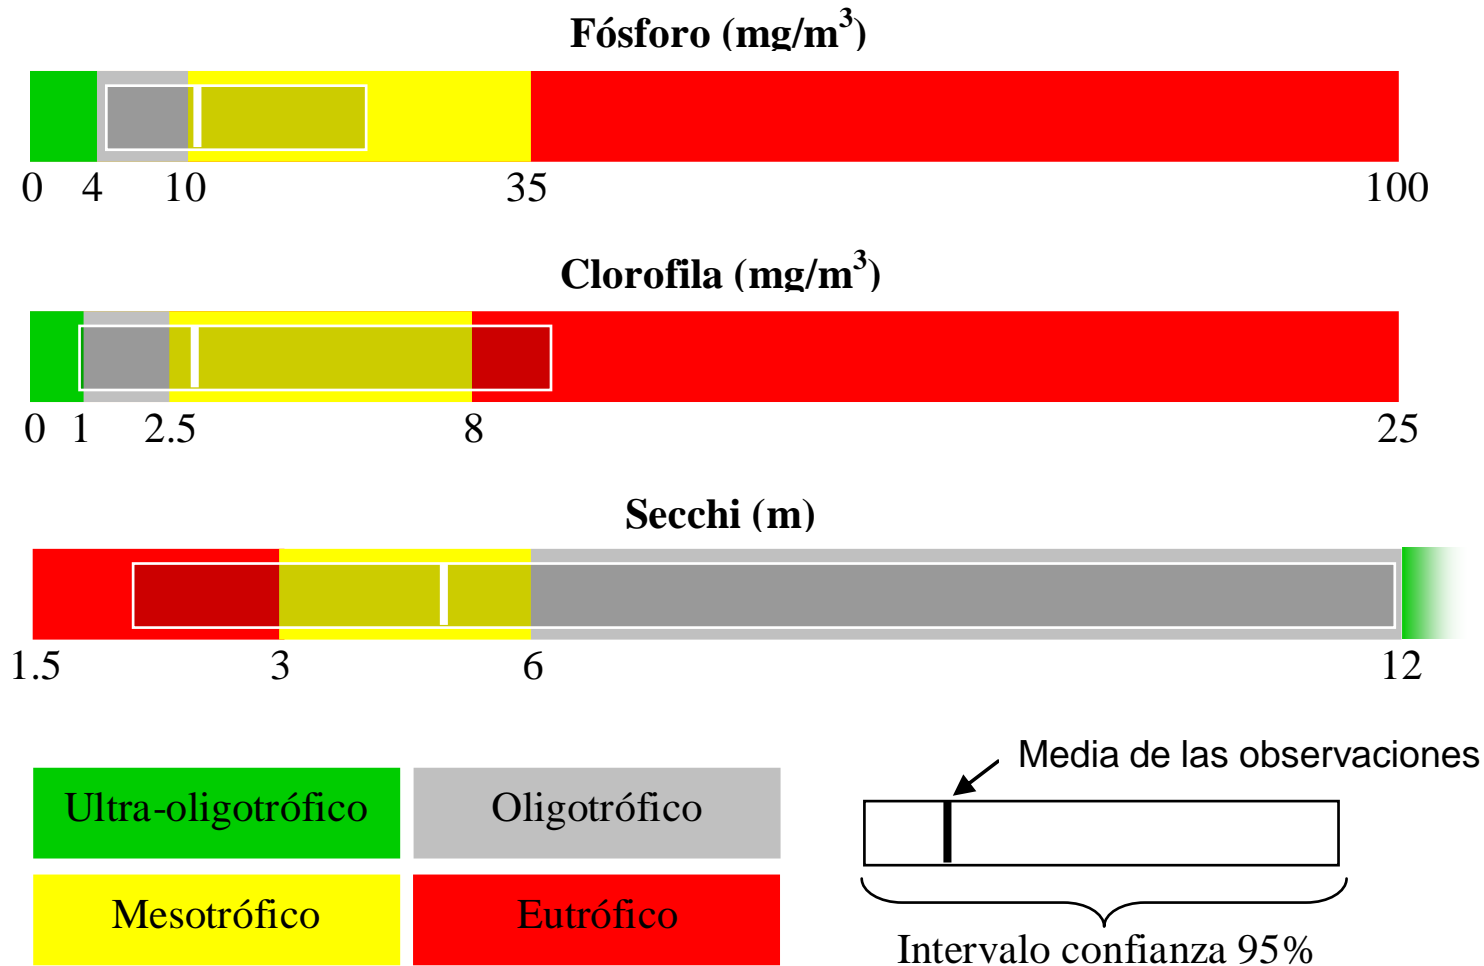 Fósforo (mg/m³)
0 4 10 35 100
Clorofila (mg/m³)
0 1 2.5 8 25
Secchi (m)
1.5 3 6 12
Media de las observaciones
Ultra-oligotrófico Oligotrófico
Mesotrófico Eutrófico
Intervalo confianza 95%